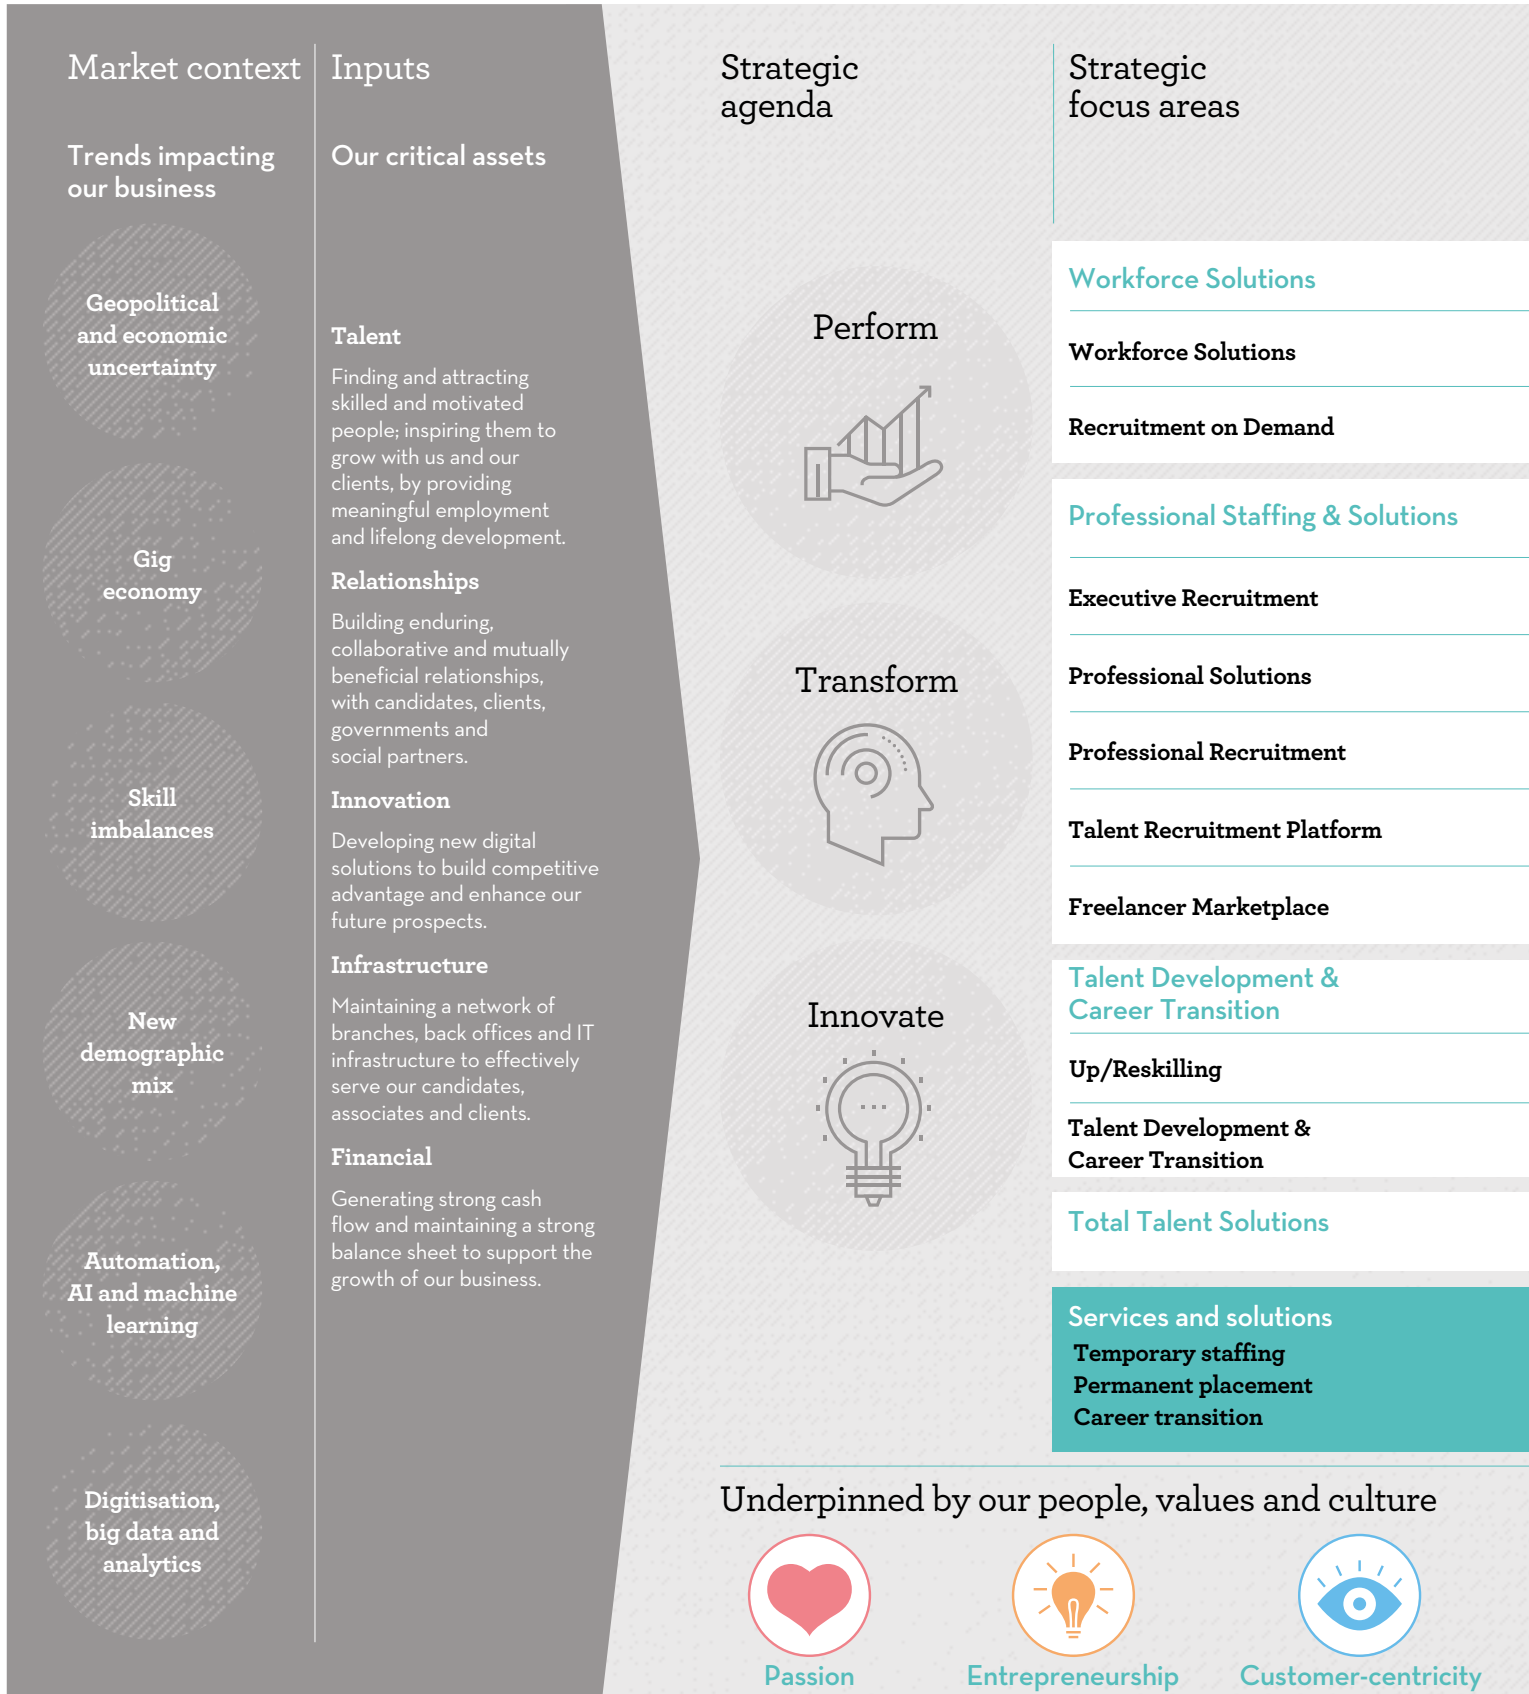 Market context
Trends impacting
our business
Geopolitical
and economic
uncertainty
Gig
economy
Skill
imbalances
New
demographic
mix
Automation,
AI and machine
learning
Digitisation,
big data and
analytics
Inputs
Our critical assets
Talent
Finding and attracting
skilled and motivated
people; inspiring them to
grow with us and our
clients, by providing
meaningful employment
and lifelong development.
Relationships
Building enduring,
collaborative and mutually
beneficial relationships,
with candidates, clients,
governments and
social partners.
Innovation
Developing new digital
solutions to build competitive
advantage and enhance our
future prospects.
Infrastructure
Maintaining a network of
branches, back offices and IT
infrastructure to effectively
serve our candidates,
associates and clients.
Financial
Generating strong cash
flow and maintaining a strong
balance sheet to support the
growth of our business.
Strategic
agenda
Perform
Transform
Innovate
Strategic
focus areas
Workforce Solutions
Workforce Solutions
Recruitment on Demand
Professional Staffing & Solutions
Executive Recruitment
Professional Solutions
Professional Recruitment
Talent Recruitment Platform
Freelancer Marketplace
Talent Development &
Career Transition
Up/Reskilling
Talent Development &
Career Transition
Total Talent Solutions
Services and solutions
Temporary staffing
Permanent placement
Career transition
Underpinned by our people, values and culture
Passion
Entrepreneurship
Customer-centricity